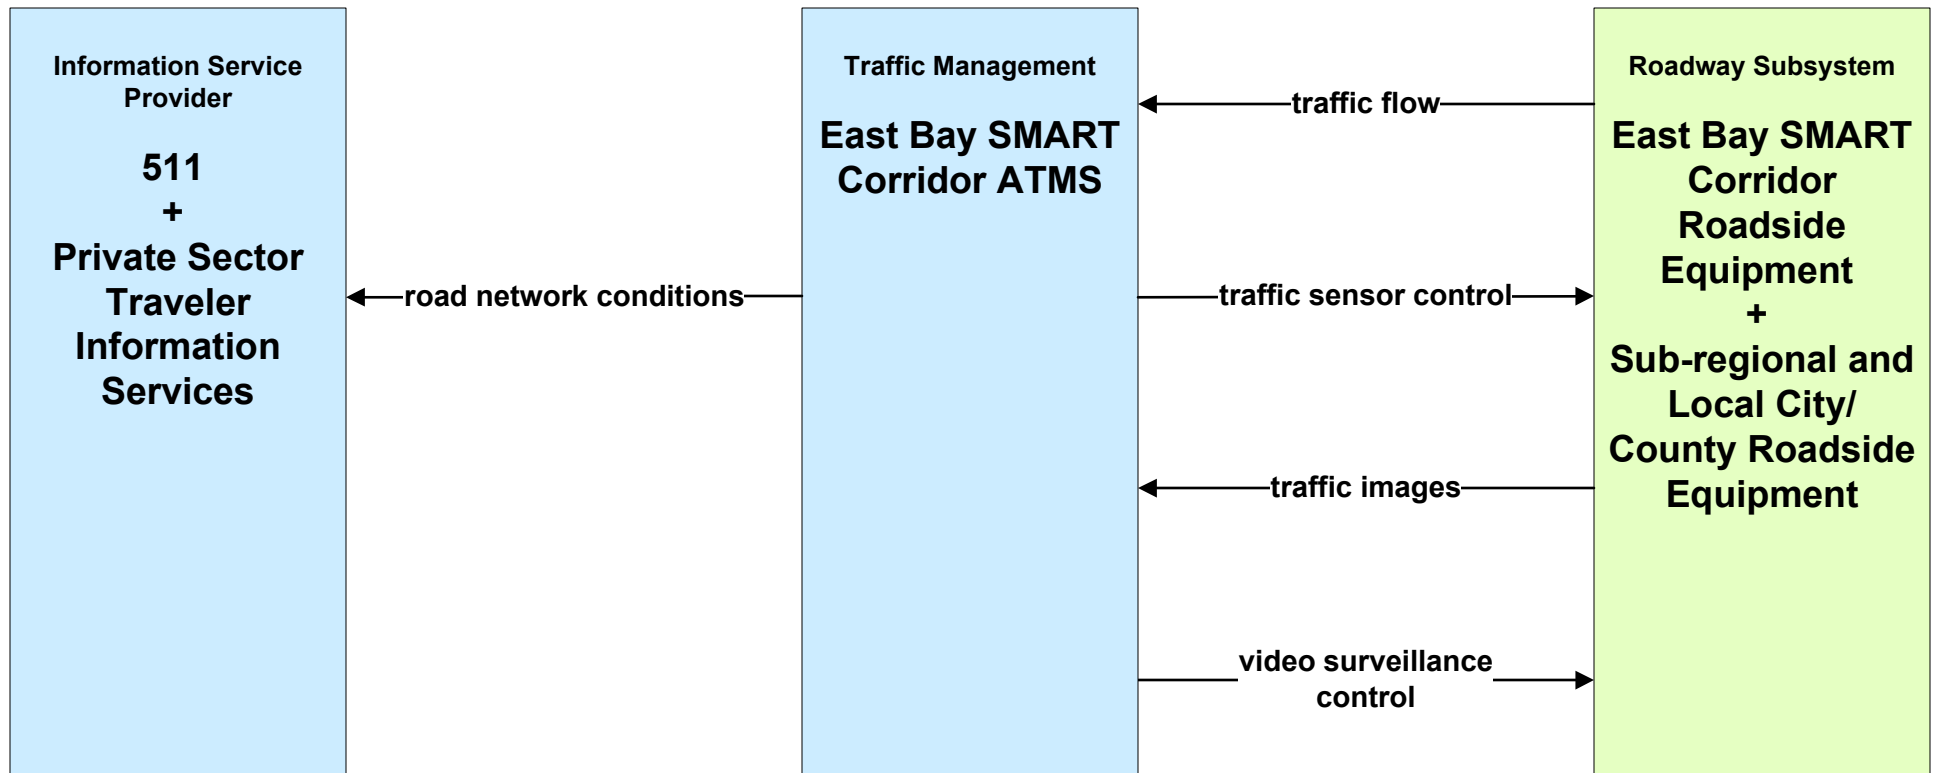 Information Service
Provider
511
+
Private Sector
Traveler
Information
Services
road network conditions
Traffic Management
East Bay SMART
Corridor ATMS
traffic flow
traffic sensor control
traffic images
video surveillance
control
Roadway Subsystem
East Bay SMART
Corridor
Roadside
Equipment
+
Sub-regional and
Local City/
County Roadside
Equipment